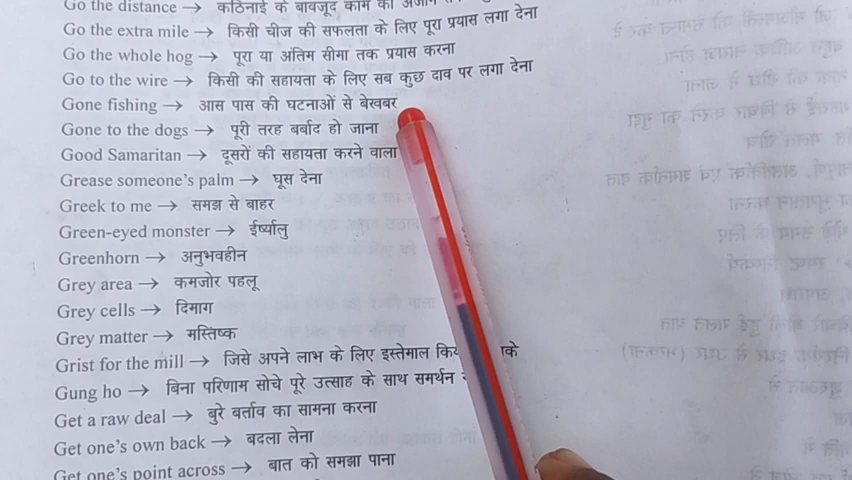 Go the distance → कठिनाई के बावजूद काम को
Go the extra mile → किसी चीज की सफलता के लिए पूरा प्रयास लगा देना
Go the whole hog → पूरा या अंतिम सीमा तक प्रयास करना
Go to the wire → किसी की सहायता के लिए सब कुछ दाव पर लगा देना
Gone fishing → आस पास की घटनाओं से बेखबर
Gone to the dogs → पूरी तरह बर्बाद हो जाना
Good Samaritan → दूसरों की सहायता करने वाला
Grease someone's palm → घूस देना
Greek to me → समझ से बाहर
Green-eyed monster → ईर्ष्यालु
Greenhorn → अनुभवहीन
Grey area → कमजोर पहलू
Grey cells → दिमाग
Grey matter → मस्तिष्क
Grist for the mill → जिसे अपने लाभ के लिए इस्तेमाल
Gung ho → बिना परिणाम सोचे पूरे उत्साह के साथ समर्थन
Get a raw deal → बुरे बर्ताव का सामना करना
Get one's own back → बदला लेना
Get one's point across → बात को समझा पाना